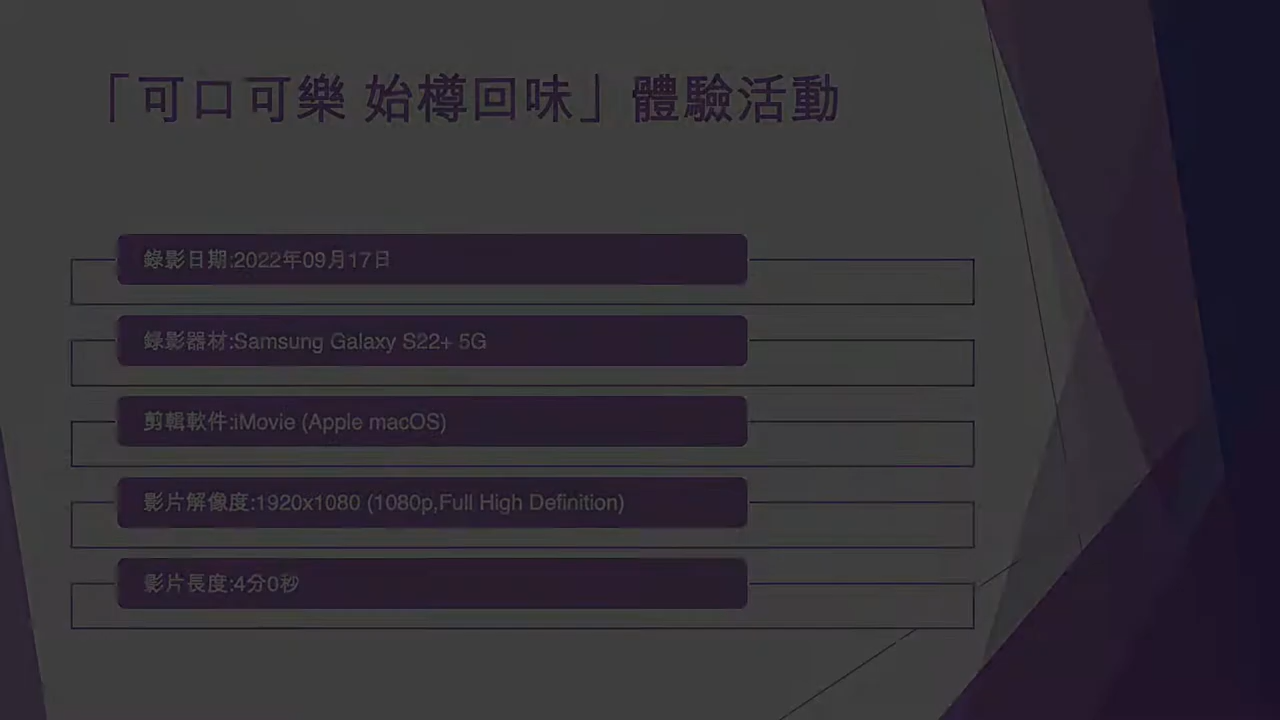 「可口可樂 始樽回味」體驗活動
錄影日期:2022年09月17日
錄影器材:Samsung Galaxy S22+ 5G
剪輯軟件:iMovie (Apple macOS)
影片解像度:1920x1080 (1080p,Full High Definition)
影片長度:4分0秒